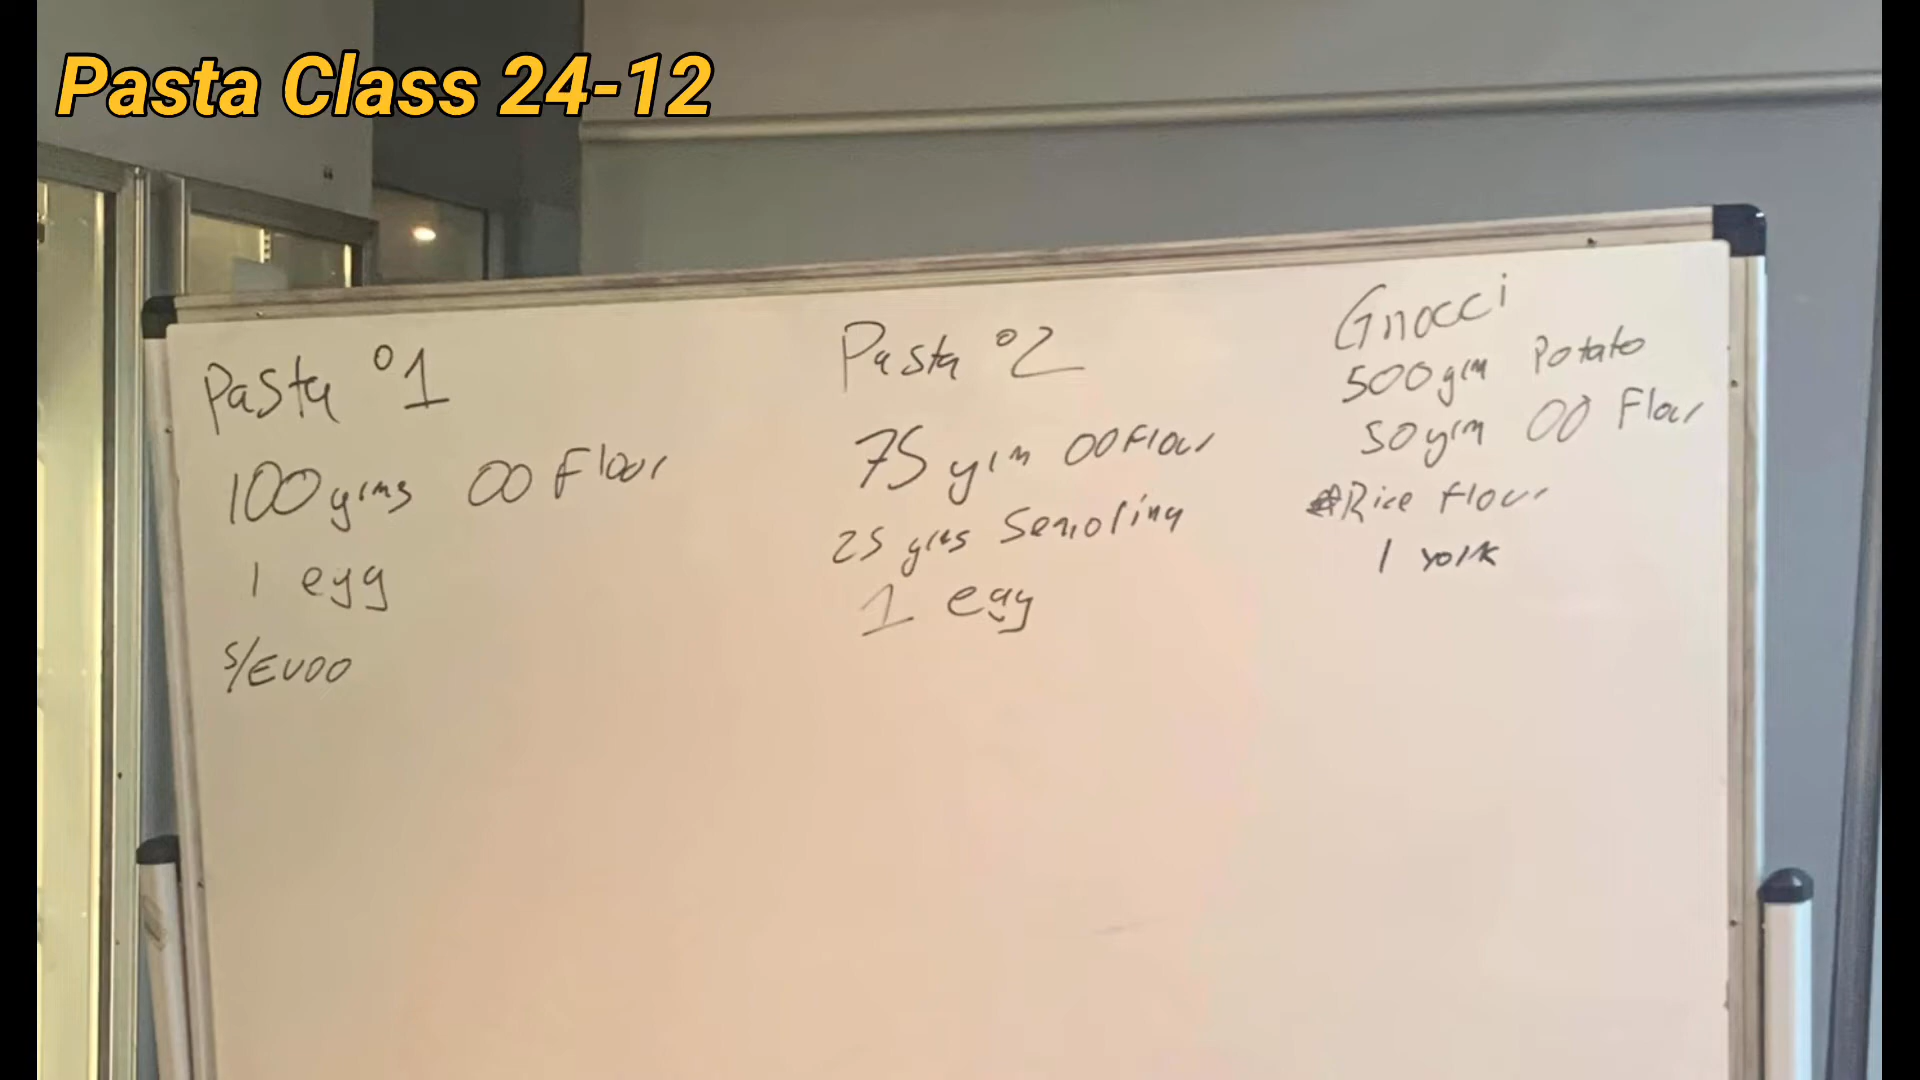 Pasta Class 24-12
Pasta °1
100 grms 00 Flour
1 egg
S/EVOO
Pasta °2
75 grm 00 Flour
25 grms Semolina
1 egg
Gnocci
500 grm Potato
50 grm 00 Flour
*Rice flour
1 yolk